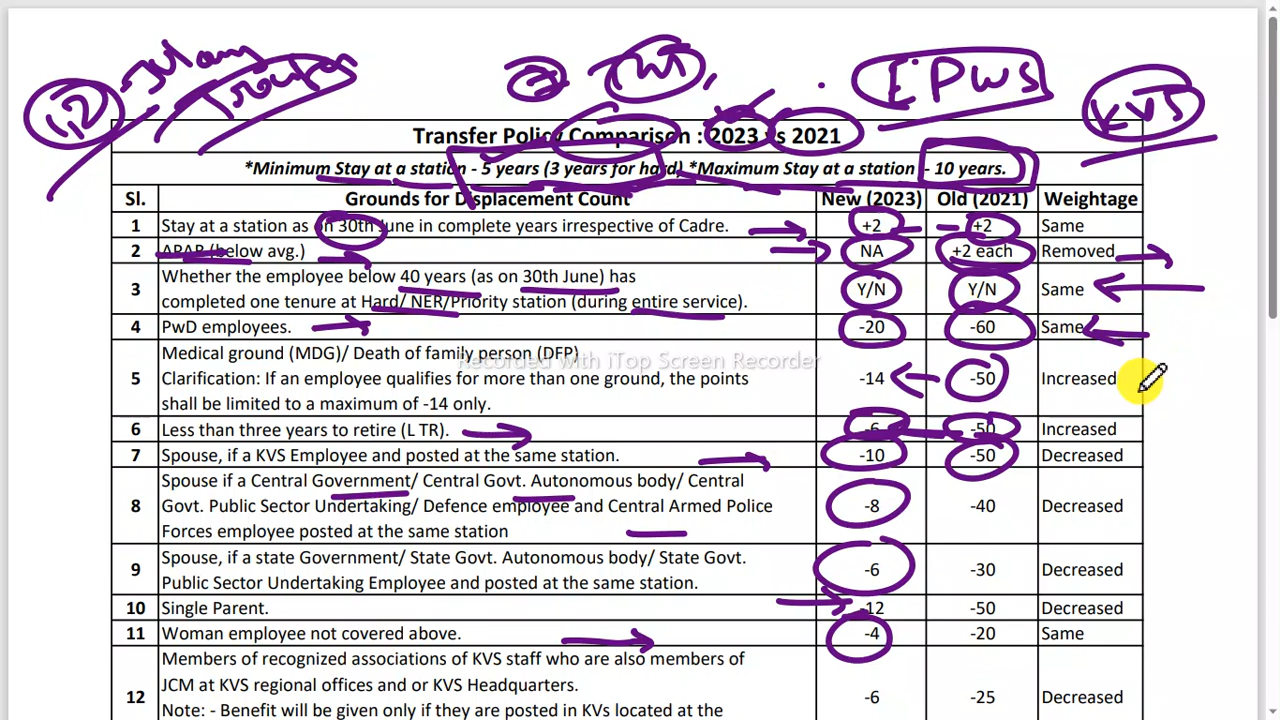 12
EPWS
KVS
Transfer Policy Comparison : 2023 vs 2021
*Minimum Stay at a station - 5 years (3 years for hard) *Maximum Stay at a station - 10 years.
Sl. Grounds for Displacement Count New (2023) Old (2021) Weightage
1 Stay at a station as on 30th June in complete years irrespective of Cadre. +2 +2 Same
2 APAR (below avg.) NA +2 each Removed
3 Whether the employee below 40 years (as on 30th June) has
completed one tenure at Hard/ NER/Priority station (during entire service). Y/N Y/N Same
4 PwD employees. -20 -60 Same
Recorded with iTop Screen Recorder
5 Medical ground (MDG)/ Death of family person (DFP)
Clarification: If an employee qualifies for more than one ground, the points -14 -50 Increased
shall be limited to a maximum of -14 only.
6 Less than three years to retire (L TR). -6 -50 Increased
7 Spouse, if a KVS Employee and posted at the same station. -10 -50 Decreased
8 Spouse if a Central Government/ Central Govt. Autonomous body/ Central
Govt. Public Sector Undertaking/ Defence employee and Central Armed Police -8 -40 Decreased
Forces employee posted at the same station
9 Spouse, if a state Government/ State Govt. Autonomous body/ State Govt. -6 -30 Decreased
Public Sector Undertaking Employee and posted at the same station.
10 Single Parent. -12 -50 Decreased
11 Woman employee not covered above. -4 -20 Same
12 Members of recognized associations of KVS staff who are also members of
JCM at KVS regional offices and or KVS Headquarters. -6 -25 Decreased
Note: - Benefit will be given only if they are posted in KVs located at the